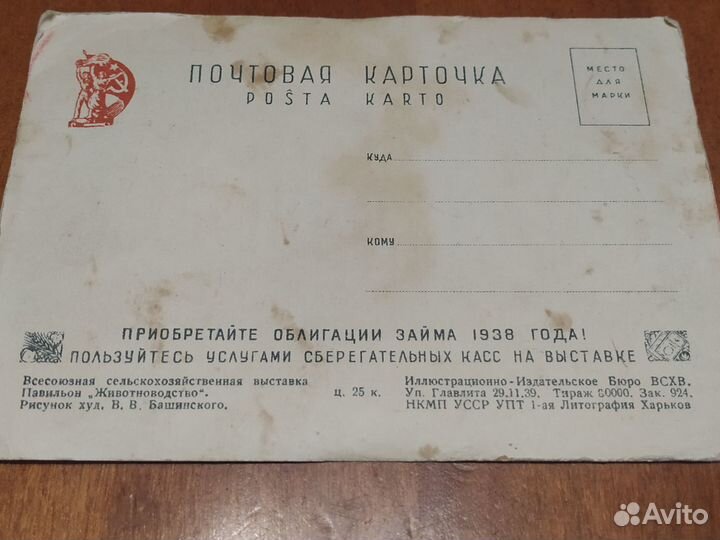 ПОЧТОВАЯ КАРТОЧКА
POŜTA KARTO
МЕСТО
ДЛЯ
МАРКИ
КУДА
КОМУ
ПРИОБРЕТАЙТЕ ОБЛИГАЦИИ ЗАЙМА 1938 ГОДА!
ПОЛЬЗУЙТЕСЬ УСЛУГАМИ СБЕРЕГАТЕЛЬНЫХ КАСС НА ВЫСТАВКЕ
Всесоюзная сельскохозяйственная выставка
Павильон „Животноводство".
Рисунок худ. В. В. Башинского.
ц. 25 к.
Иллюстрационно-Издательское Бюро ВСХВ.
Уп. Главлита 29.11.39. Тираж 80000. Зак. 924.
НКМП УССР УПТ 1-ая Литография Харьков
Avito